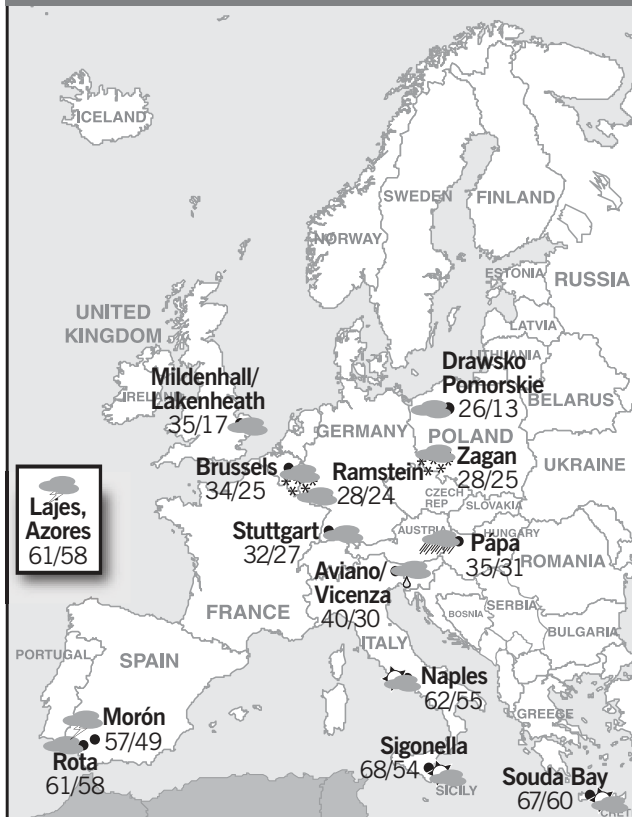 ICELAND
SWEDEN
FINLAND
NORWAY
ESTONIA
RUSSIA
LATVIA
LITHUANIA
UNITED
KINGDOM
IRELAND
Mildenhall/
Lakenheath
35/17
Drawsko
Pomorskie
26/13
BELARUS
GERMANY
POLAND
Zagan
28/25
Brussels
34/25
Ramstein
28/24
UKRAINE
CZECH
REP
SLOVAKIA
Lajes,
Azores
61/58
Stuttgart
32/27
AUSTRIA
HUNGARY
Pápa
35/31
ROMANIA
Aviano/
Vicenza
40/30
FRANCE
BOSNIA
SERBIA
BULGARIA
ITALY
PORTUGAL
SPAIN
Naples
62/55
GREECE
Morón
57/49
Rota
61/58
Sigonella
68/54
SICILY
Souda Bay
67/60